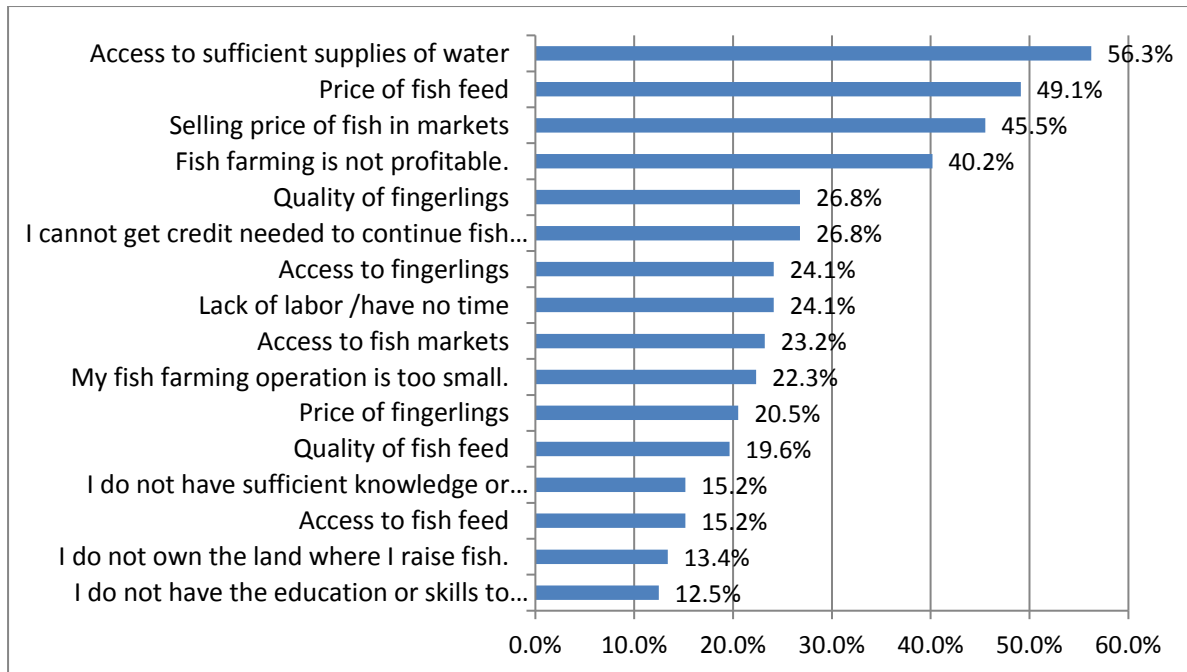 Access to sufficient supplies of water 56.3%
Price of fish feed 49.1%
Selling price of fish in markets 45.5%
Fish farming is not profitable. 40.2%
Quality of fingerlings 26.8%
I cannot get credit needed to continue fish... 26.8%
Access to fingerlings 24.1%
Lack of labor /have no time 24.1%
Access to fish markets 23.2%
My fish farming operation is too small. 22.3%
Price of fingerlings 20.5%
Quality of fish feed 19.6%
I do not have sufficient knowledge or... 15.2%
Access to fish feed 15.2%
I do not own the land where I raise fish. 13.4%
I do not have the education or skills to... 12.5%
0.0% 10.0% 20.0% 30.0% 40.0% 50.0% 60.0%